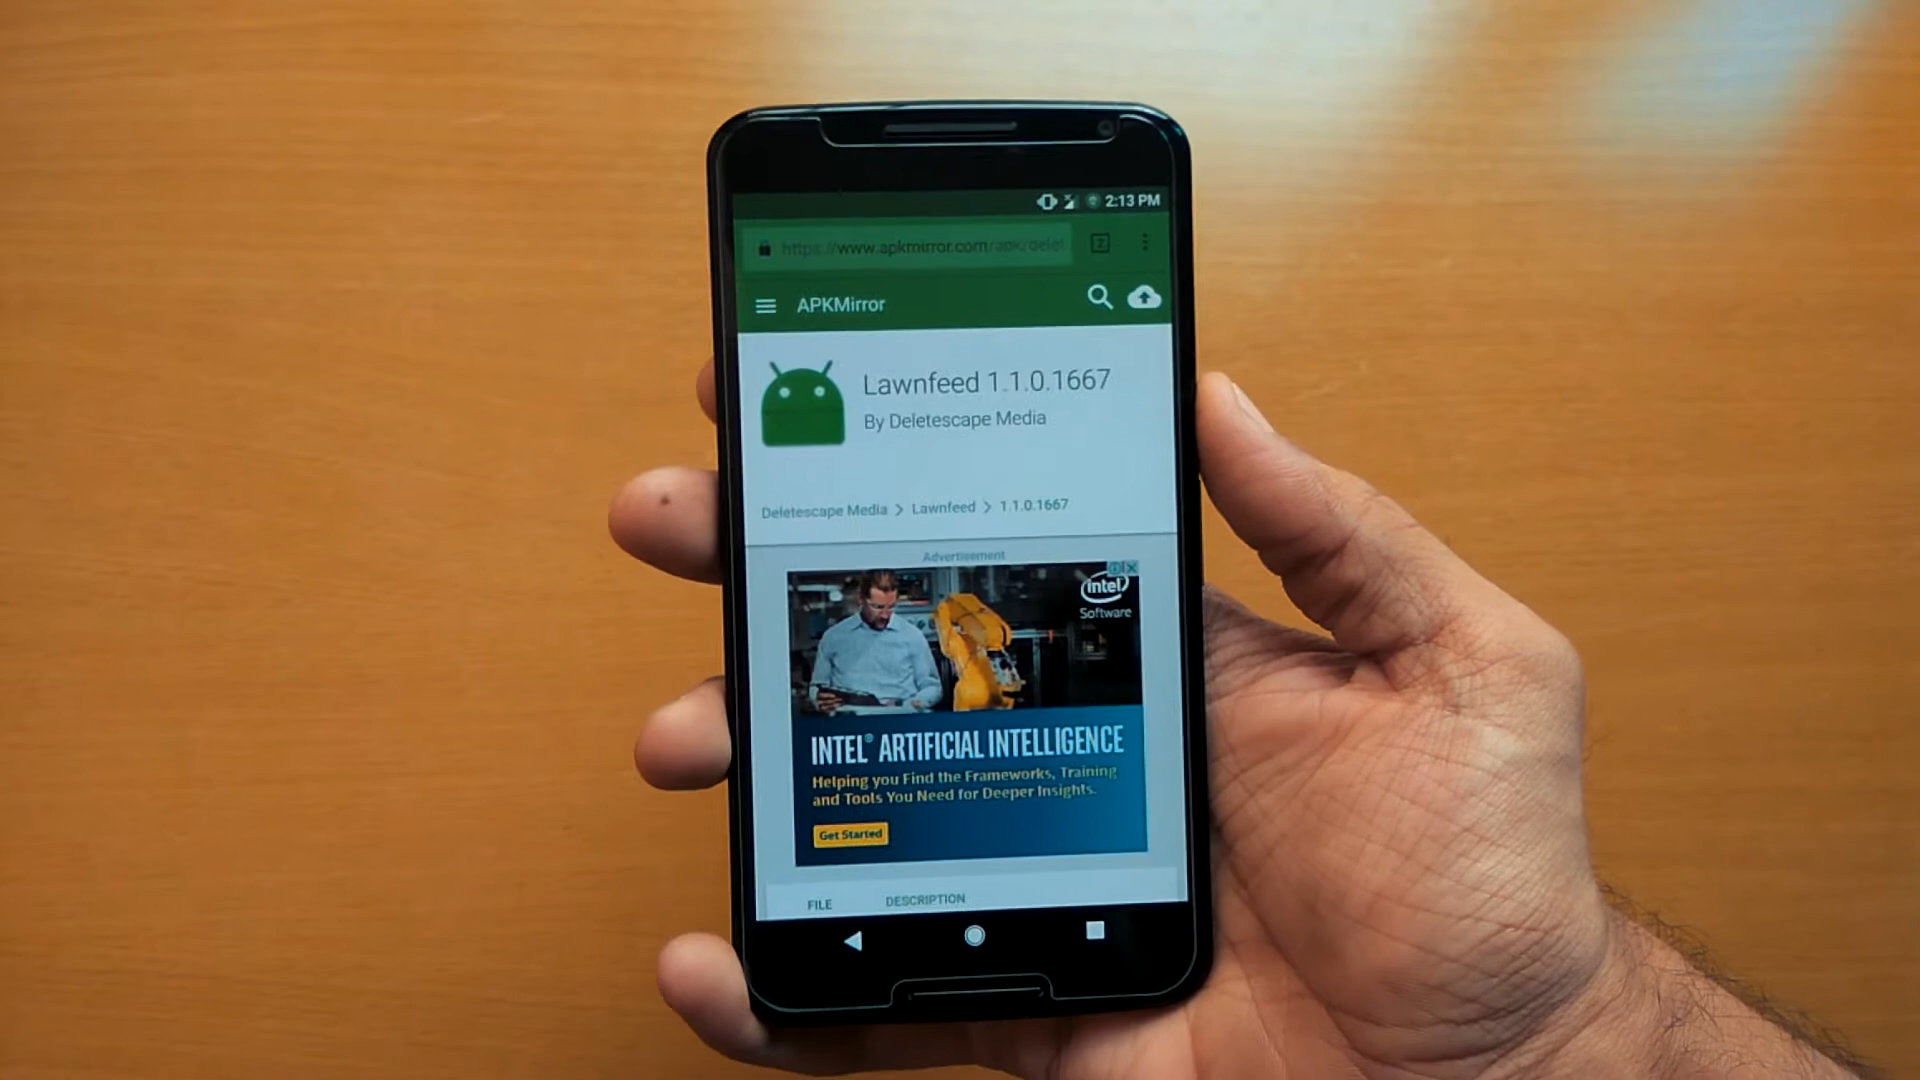 2:13 PM
https://www.apkmirror.com/apk/delet
2
APKMirror
Lawnfeed 1.1.0.1667
By Deletescape Media
Deletescape Media > Lawnfeed > 1.1.0.1667
Advertisement
intel
Software
INTEL® ARTIFICIAL INTELLIGENCE
Helping you Find the Frameworks, Training
and Tools You Need for Deeper Insights.
Get Started
FILE DESCRIPTION